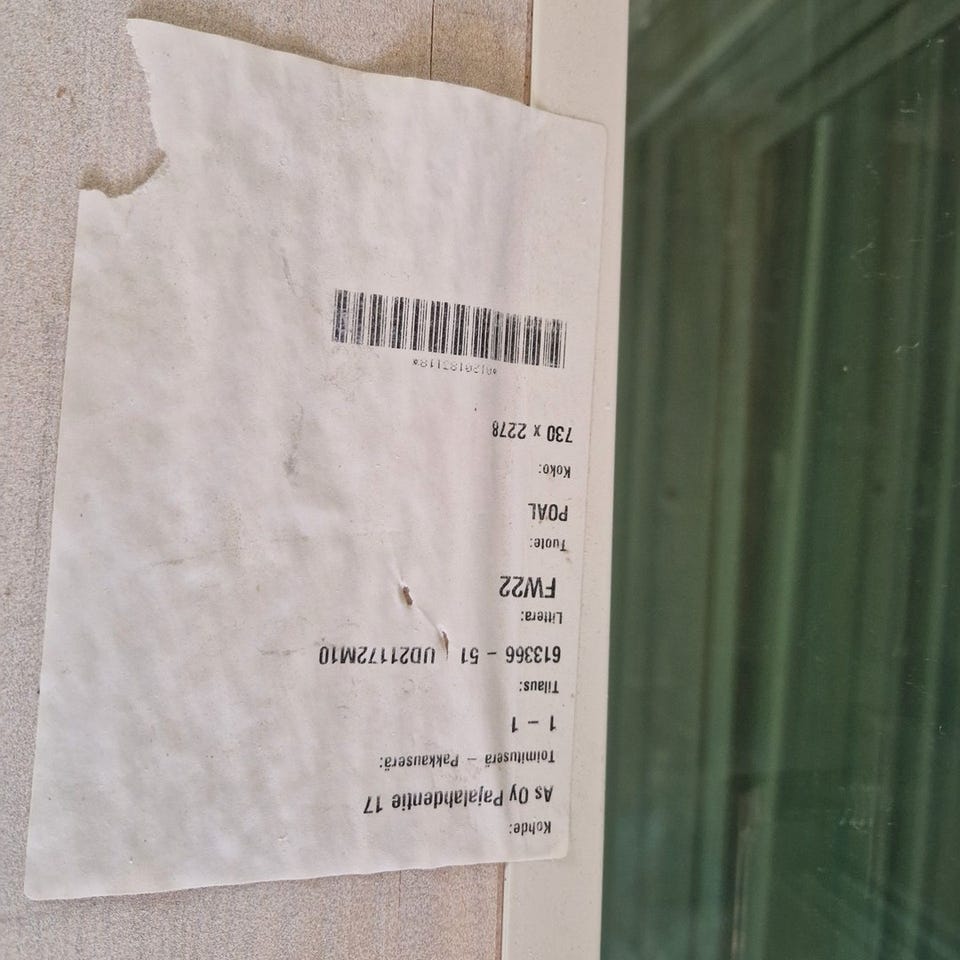 Kohde:
As Oy Pajalahdentie 17
Toimituserä - Pakkauserä:
1 - 1
Tilaus:
613366 - 51 UD21172M10
Littera:
FW22
Tuote:
POAL
Koko:
730 x 2278